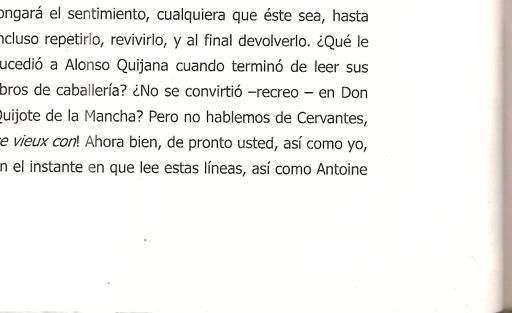 ongará el sentimiento, cualquiera que éste sea, hasta
ncluso repetirlo, revivirlo, y al final devolverlo. ¿Qué le
ucedió a Alonso Quijana cuando terminó de leer sus
bros de caballería? ¿No se convirtió –recreo – en Don
Quijote de la Mancha? Pero no hablemos de Cervantes,
e vieux con! Ahora bien, de pronto usted, así como yo,
n el instante en que lee estas líneas, así como Antoine